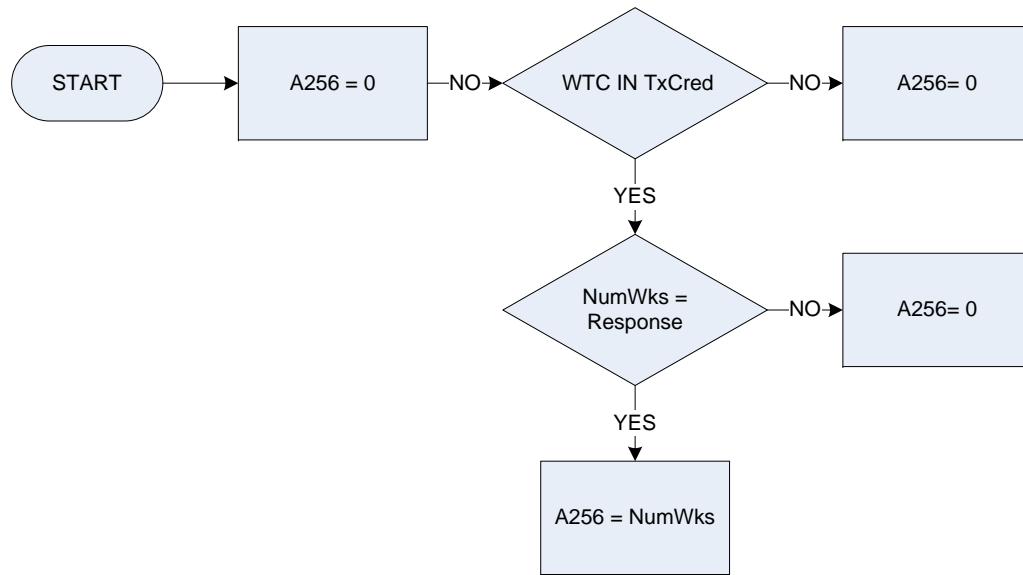 START
A256 = 0
NO
WTC IN TxCred
NO
A256= 0
YES
NumWks =
Response
NO
A256= 0
YES
A256 = NumWks